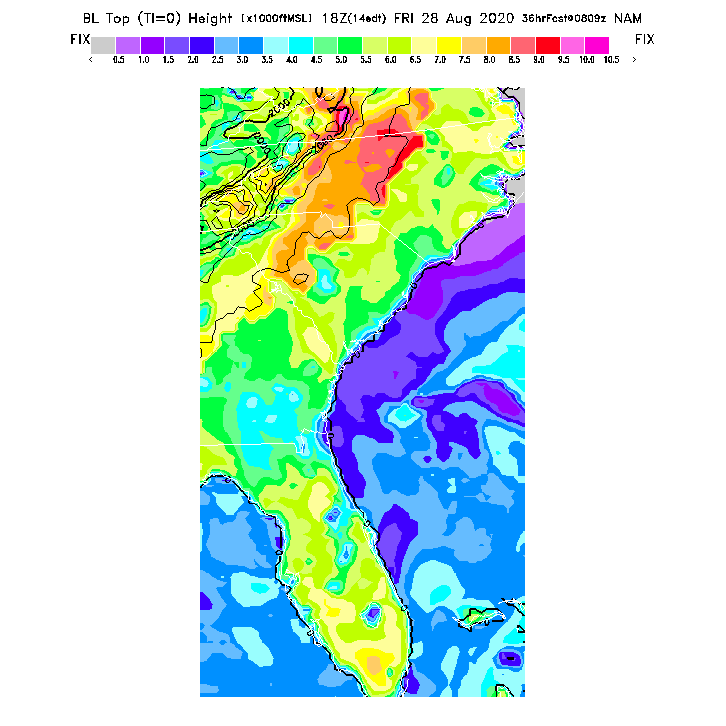 BL Top (TI=0) Height [x1000ftMSL] 18Z(14edt) FRI 28 Aug 2020 36hrFcst@0809z NAM
FIX FIX
< 0.5 1.0 1.5 2.0 2.5 3.0 3.5 4.0 4.5 5.0 5.5 6.0 6.5 7.0 7.5 8.0 8.5 9.0 9.5 10.0 10.5 >
2000